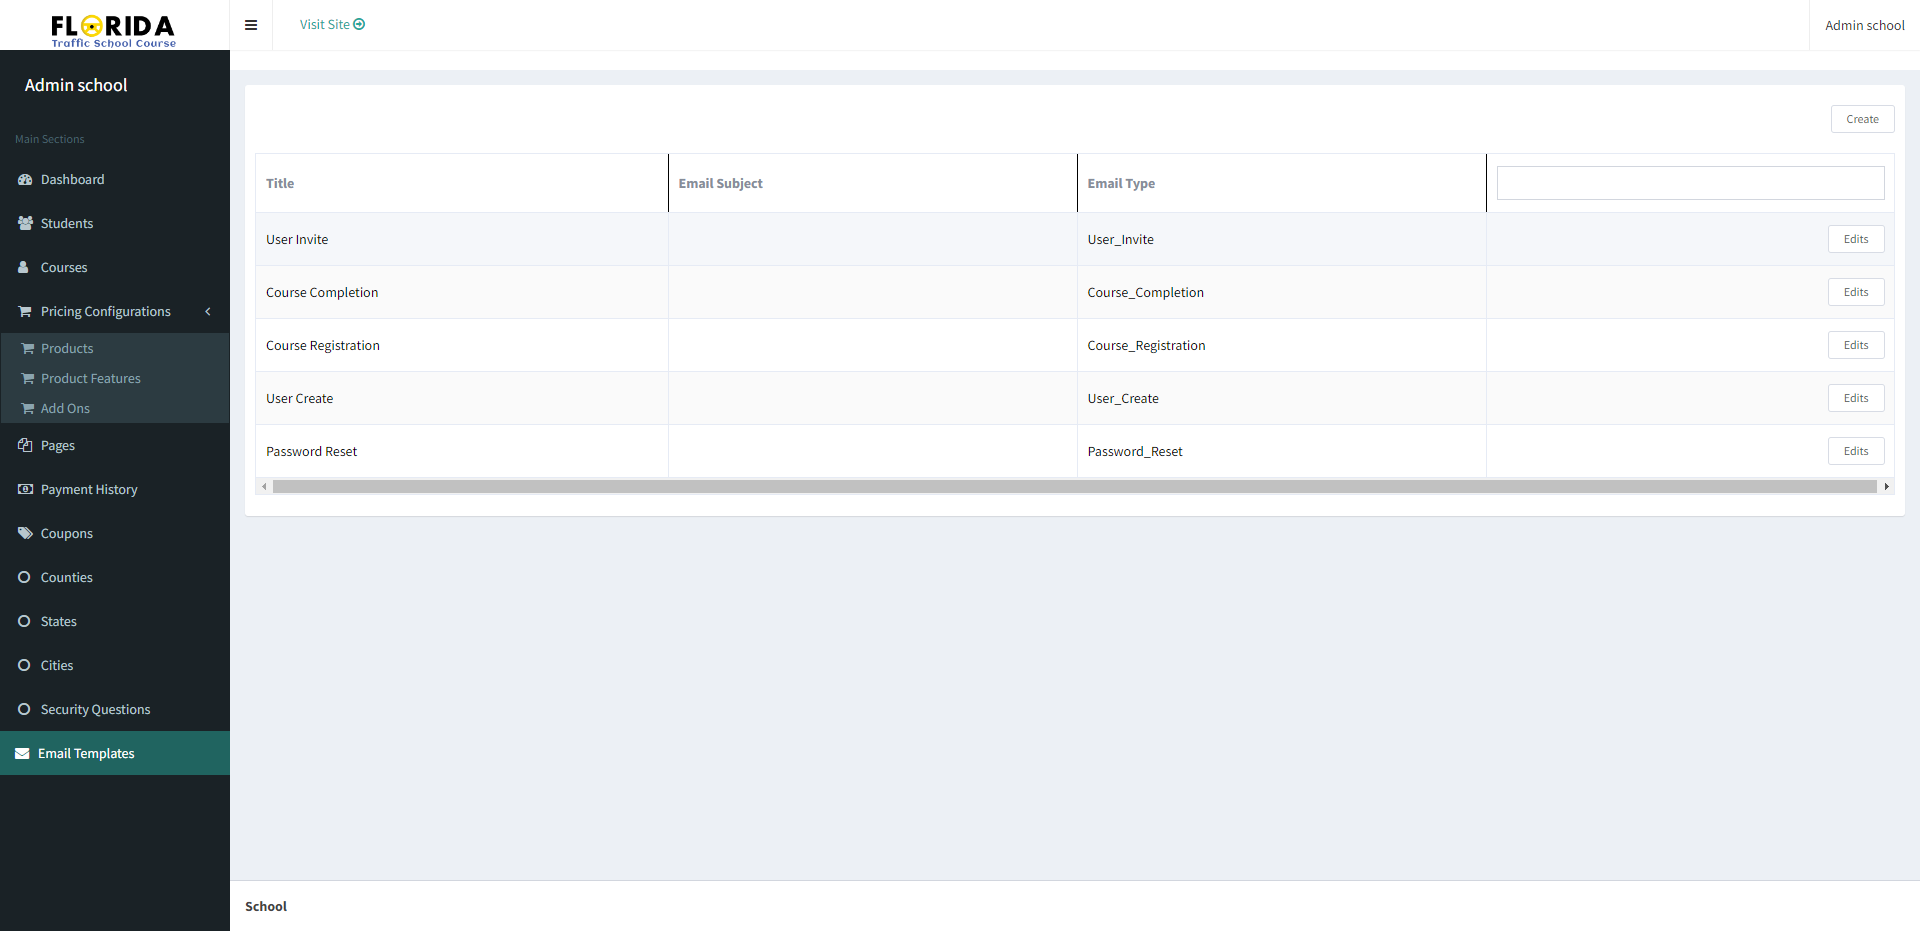 FLORIDA
Traffic School Course
Visit Site
Admin school
Admin school
Main Sections
Dashboard
Students
Courses
Pricing Configurations
Products
Product Features
Add Ons
Pages
Payment History
Coupons
Counties
States
Cities
Security Questions
Email Templates
Create
Title Email Subject Email Type
User Invite User_Invite Edits
Course Completion Course_Completion Edits
Course Registration Course_Registration Edits
User Create User_Create Edits
Password Reset Password_Reset Edits
School